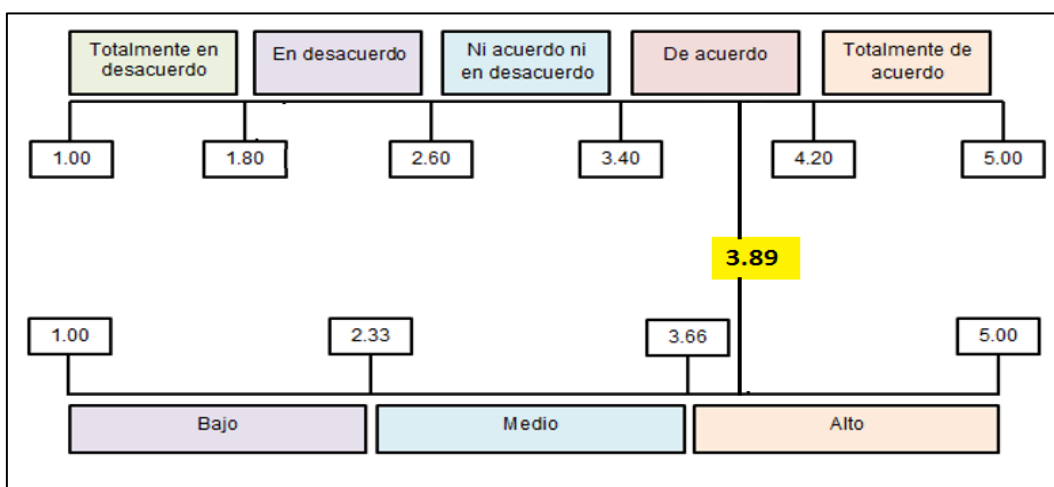 Totalmente en
desacuerdo
En desacuerdo
Ni acuerdo ni
en desacuerdo
De acuerdo
Totalmente de
acuerdo
1.00
1.80
2.60
3.40
4.20
5.00
3.89
1.00
2.33
3.66
5.00
Bajo
Medio
Alto